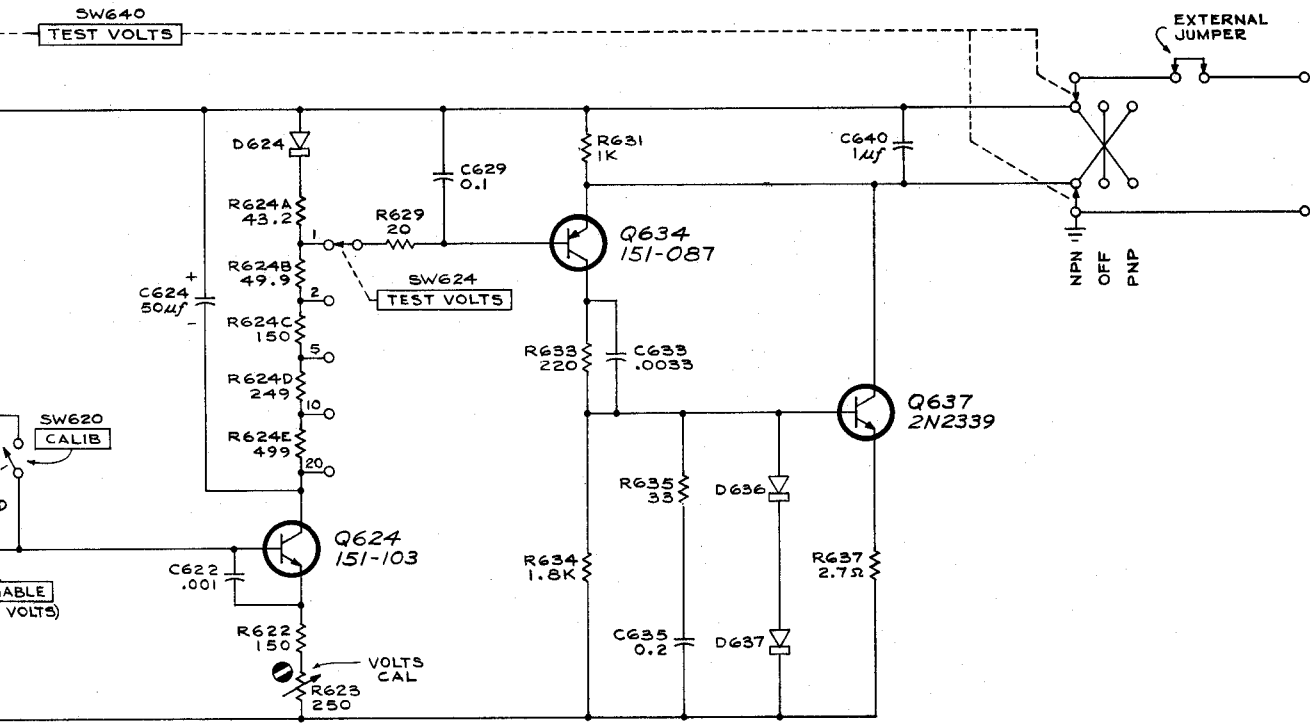 SW640
TEST VOLTS
EXTERNAL
JUMPER
D624
R631
1K
C640
1µf
C629
0.1
R624A
43.2
R629
20
1
Q634
151-087
R624B
49.9
SW624
TEST VOLTS
+
C624
50µf
-
2
NPN
OFF
PNP
R624C
150
5
R633
220
C633
.0033
R624D
249
10
Q637
2N2339
SW620
CALIB
R624E
499
20
R635
33
D636
Q624
151-103
C622
.001
R634
1.8K
R637
2.7Ω
ABLE
VOLTS)
R622
150
C635
0.2
D637
VOLTS
CAL
R623
250